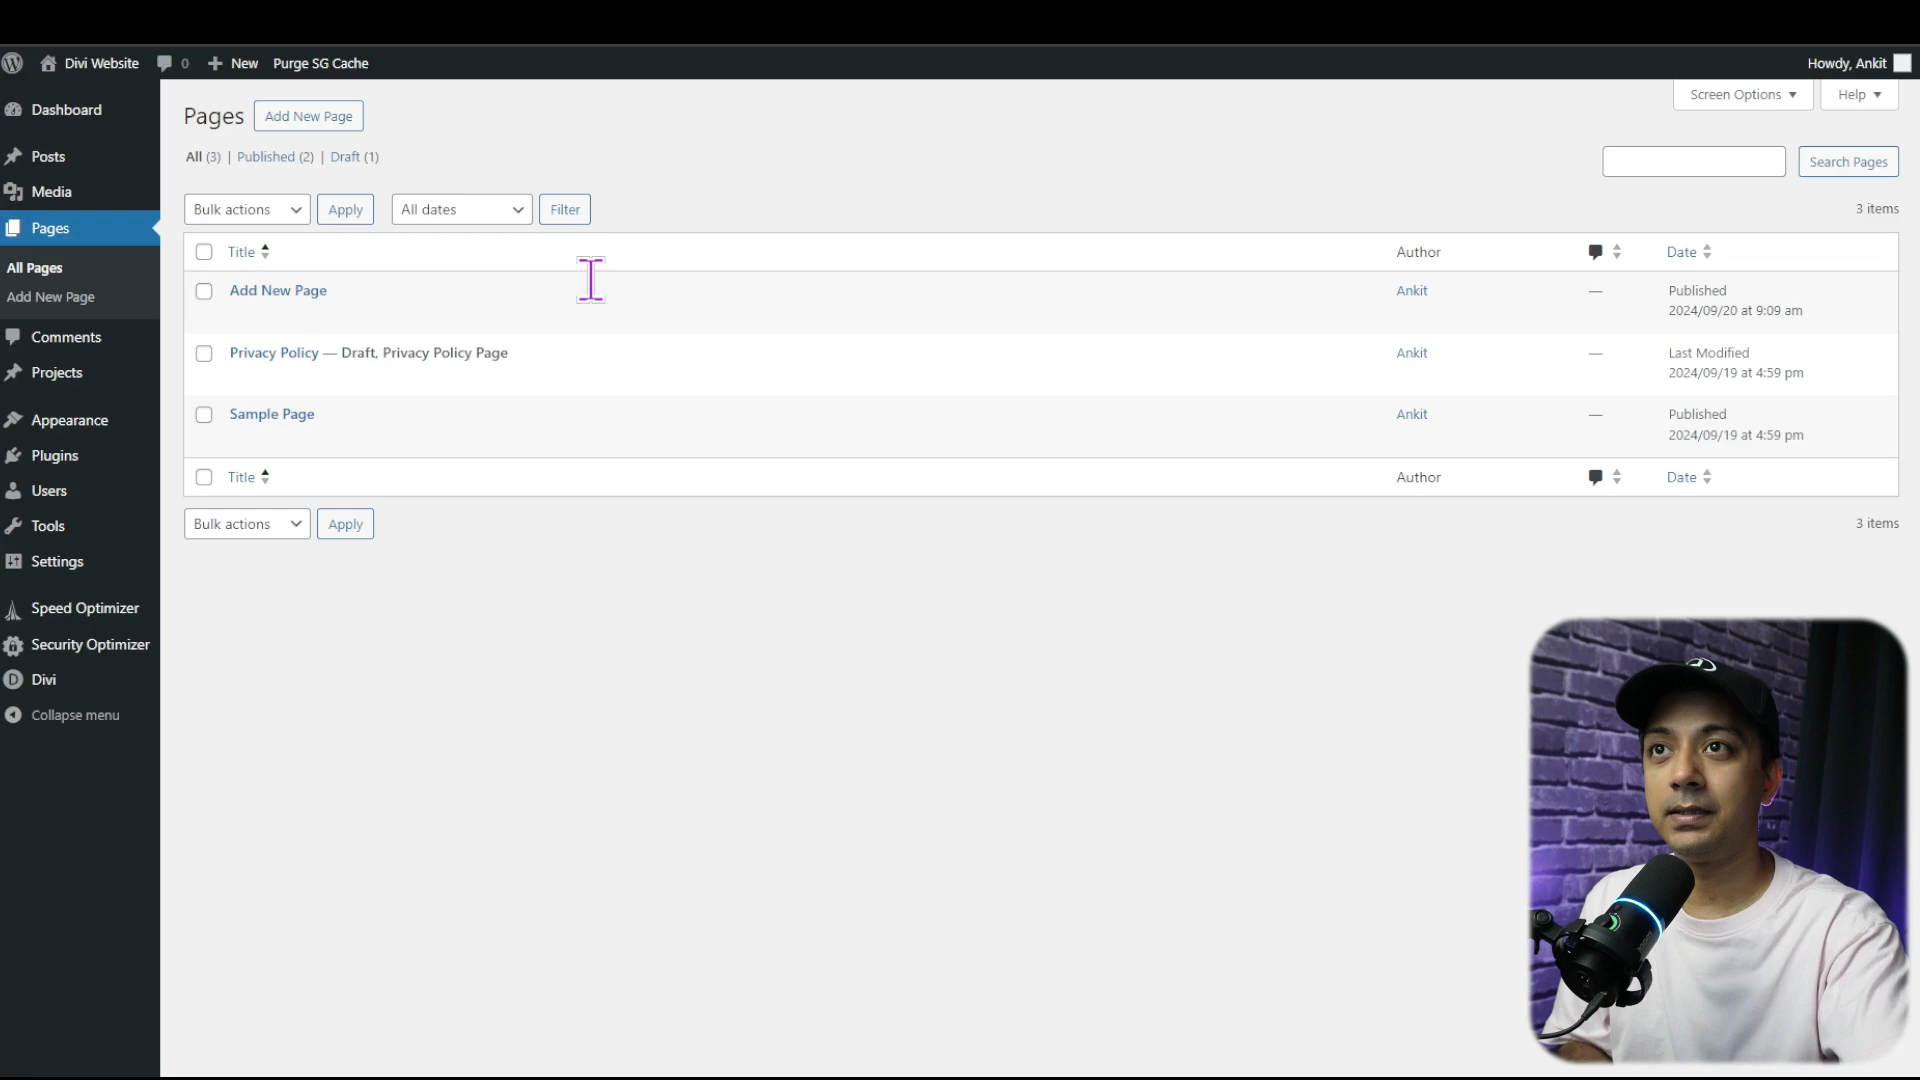 Divi Website 0 New Purge SG Cache Howdy, Ankit
Dashboard
Posts
Media
Pages
All Pages
Add New Page
Comments
Projects
Appearance
Plugins
Users
Tools
Settings
Speed Optimizer
Security Optimizer
Divi
Collapse menu
Screen Options Help
Pages Add New Page
All (3) | Published (2) | Draft (1)
Search Pages
Bulk actions Apply All dates Filter 3 items
Title Author Date
Add New Page Ankit — Published
2024/09/20 at 9:09 am
Privacy Policy — Draft, Privacy Policy Page Ankit — Last Modified
2024/09/19 at 4:59 pm
Sample Page Ankit — Published
2024/09/19 at 4:59 pm
Title Author Date
Bulk actions Apply 3 items